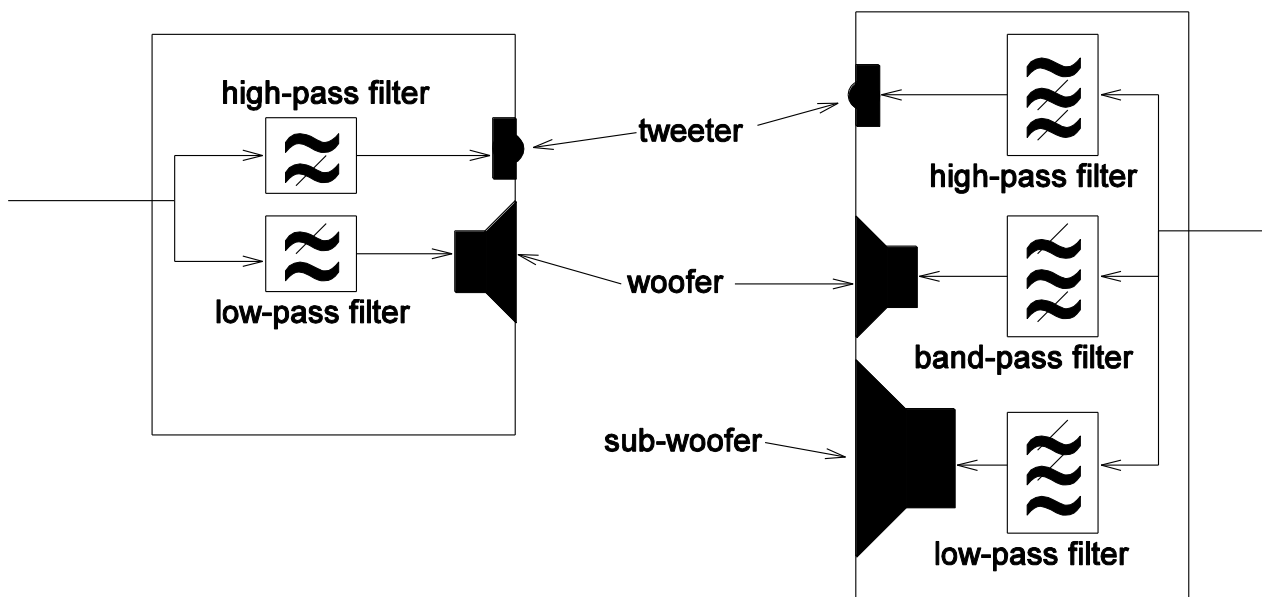 high-pass filter
tweeter
high-pass filter
woofer
low-pass filter
band-pass filter
sub-woofer
low-pass filter